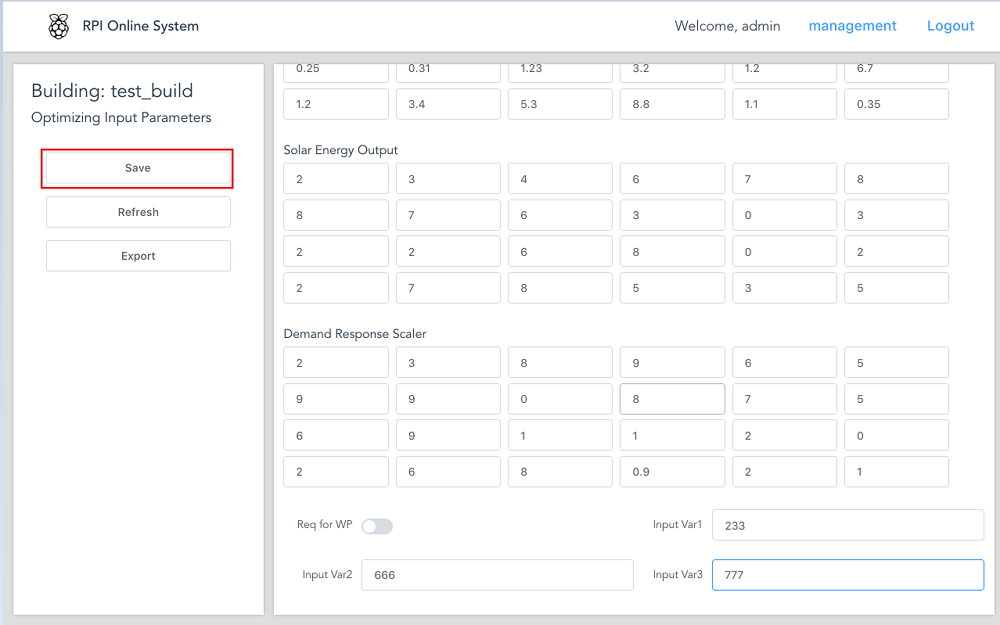 RPI Online System
Welcome, admin management Logout
Building: test_build
Optimizing Input Parameters
Save
Refresh
Export
0.25 0.31 1.23 3.2 1.2 6.7
1.2 3.4 5.3 8.8 1.1 0.35
Solar Energy Output
2 3 4 6 7 8
8 7 6 3 0 3
2 2 6 8 0 2
2 7 8 5 3 5
Demand Response Scaler
2 3 8 9 6 5
9 9 0 8 7 5
6 9 1 1 2 0
2 6 8 0.9 2 1
Req for WP
Input Var1 233
Input Var2 666
Input Var3 777